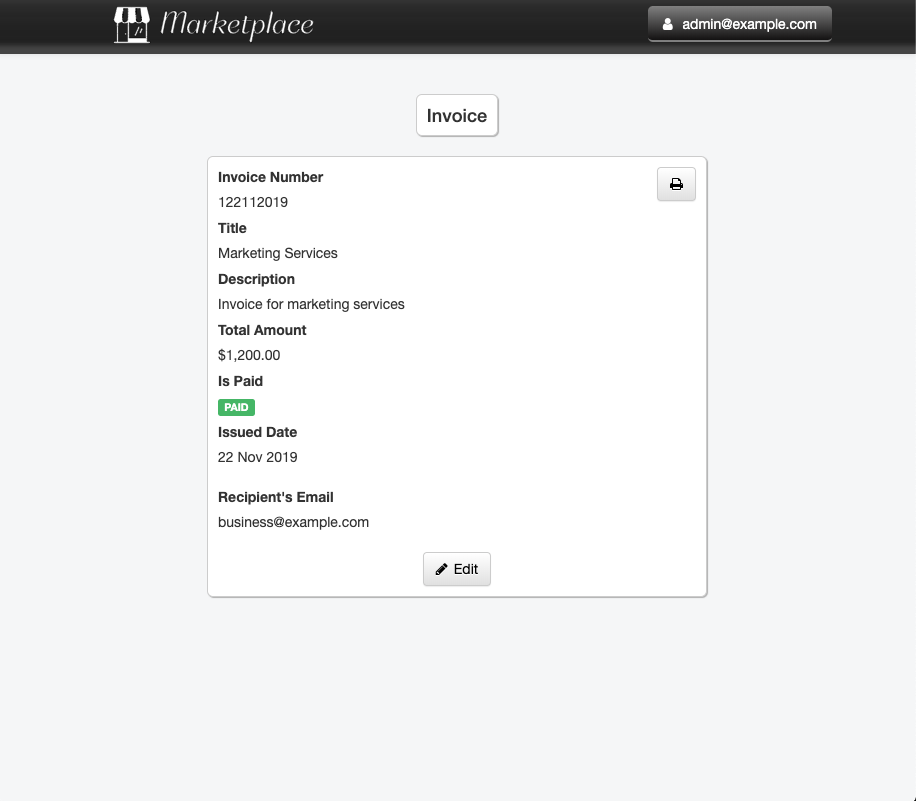 Marketplace
admin@example.com
Invoice
Invoice Number
122112019
Title
Marketing Services
Description
Invoice for marketing services
Total Amount
$1,200.00
Is Paid
PAID
Issued Date
22 Nov 2019
Recipient's Email
business@example.com
Edit